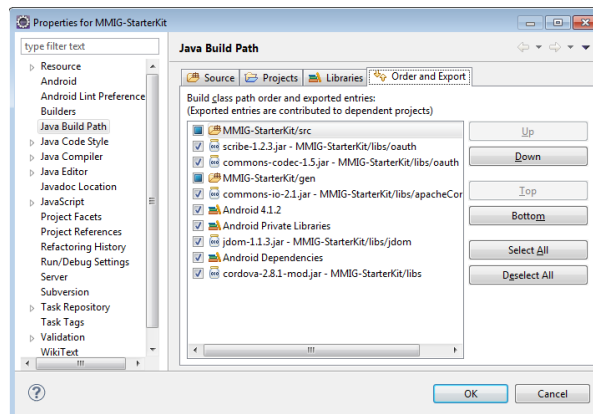 Properties for MMIG-StarterKit
type filter text
Java Build Path
Resource
Android
Android Lint Preference
Builders
Java Build Path
Java Code Style
Java Compiler
Java Editor
Javadoc Location
JavaScript
Project Facets
Project References
Refactoring History
Run/Debug Settings
Server
Subversion
Task Repository
Task Tags
Validation
WikiText
Source Projects Libraries Order and Export
Build class path order and exported entries:
(Exported entries are contributed to dependent projects)
MMIG-StarterKit/src
scribe-1.2.3.jar - MMIG-StarterKit/libs/oauth
commons-codec-1.5.jar - MMIG-StarterKit/libs/oauth
MMIG-StarterKit/gen
commons-io-2.1.jar - MMIG-StarterKit/libs/apacheCor
Android 4.1.2
Android Private Libraries
jdom-1.1.3.jar - MMIG-StarterKit/libs/jdom
Android Dependencies
cordova-2.8.1-mod.jar - MMIG-StarterKit/libs
Up
Down
Top
Bottom
Select All
Deselect All
OK Cancel